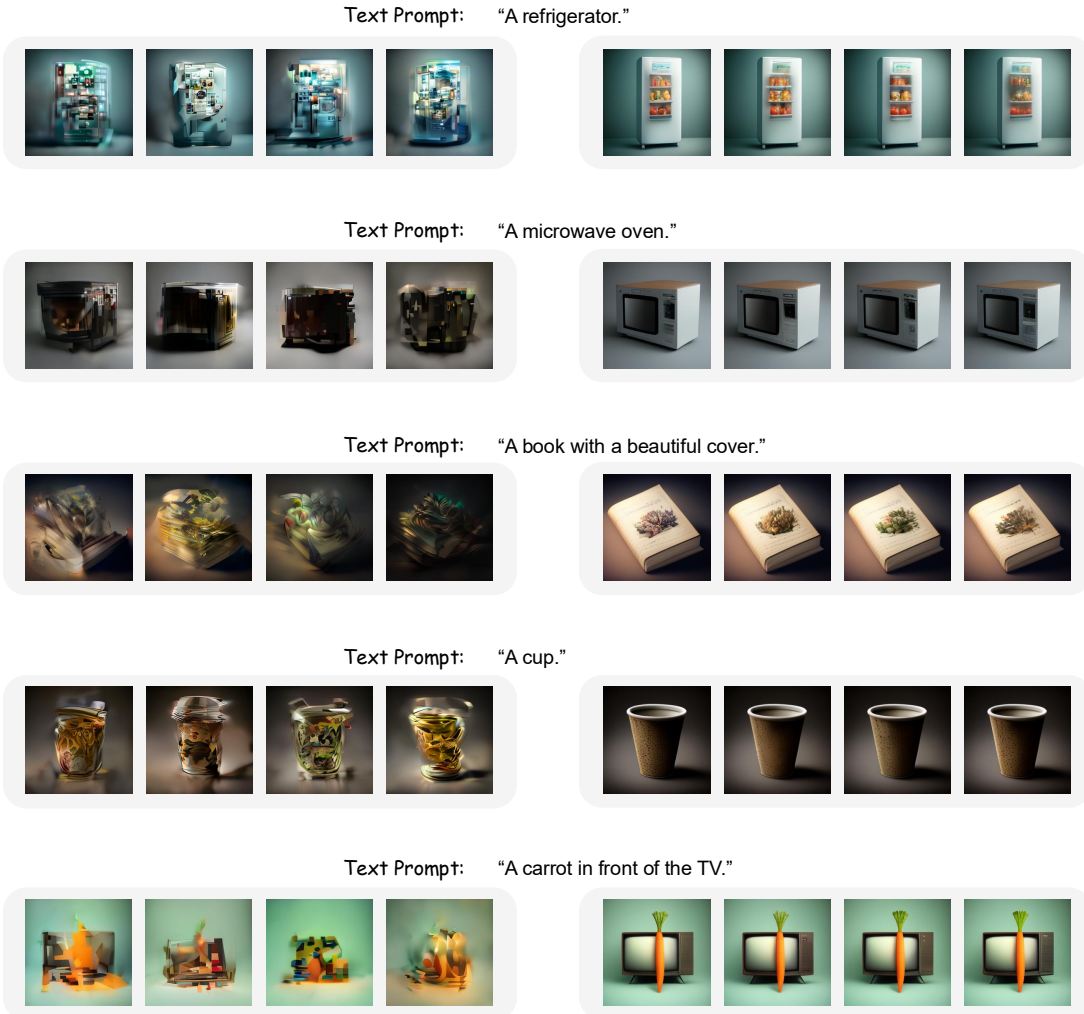 Text Prompt: “A refrigerator.”
Text Prompt: “A microwave oven.”
Text Prompt: “A book with a beautiful cover.”
Text Prompt: “A cup.”
Text Prompt: “A carrot in front of the TV.”